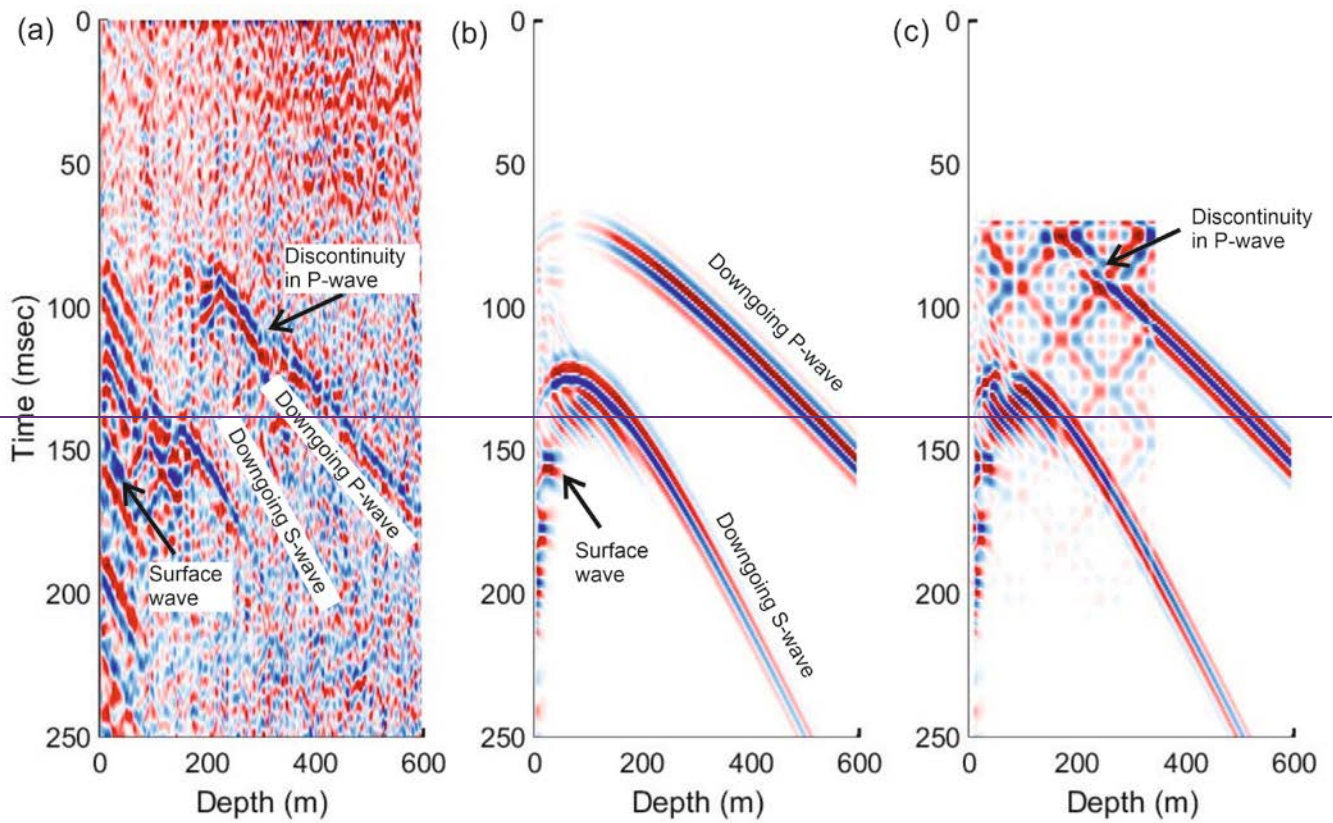 (a)
0
50
100
150
200
250
Time (msec)
Discontinuity
in P-wave
Downgoing P-wave
Downgoing S-wave
Surface
wave
0
200
400
600
Depth (m)
(b)
0
50
100
150
200
250
Downgoing P-wave
Surface
wave
Downgoing S-wave
0
200
400
600
Depth (m)
(c)
0
50
100
150
200
250
Discontinuity
in P-wave
0
200
400
600
Depth (m)